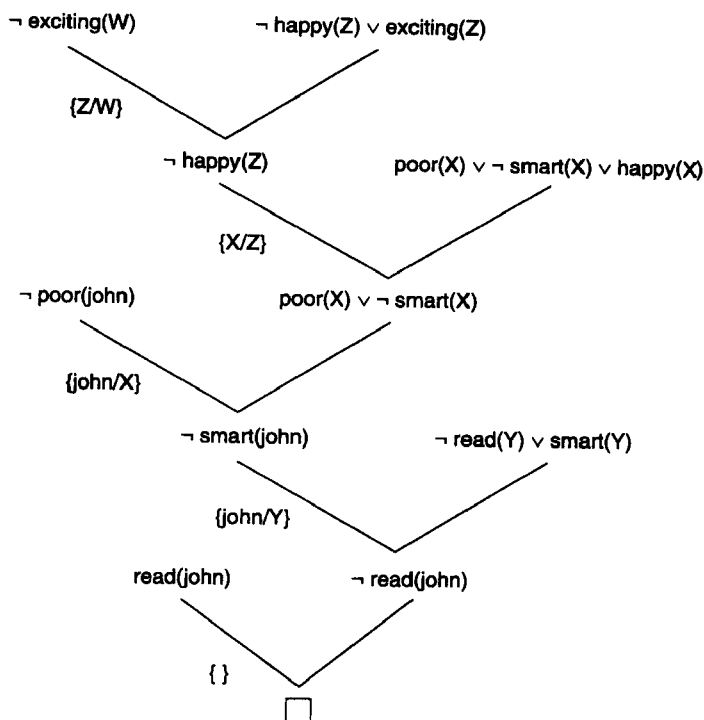 ¬ exciting(W) ¬ happy(Z) ∨ exciting(Z)
{Z/W}
¬ happy(Z) poor(X) ∨ ¬ smart(X) ∨ happy(X)
{X/Z}
¬ poor(john) poor(X) ∨ ¬ smart(X)
{john/X}
¬ smart(john) ¬ read(Y) ∨ smart(Y)
{john/Y}
read(john) ¬ read(john)
{ }